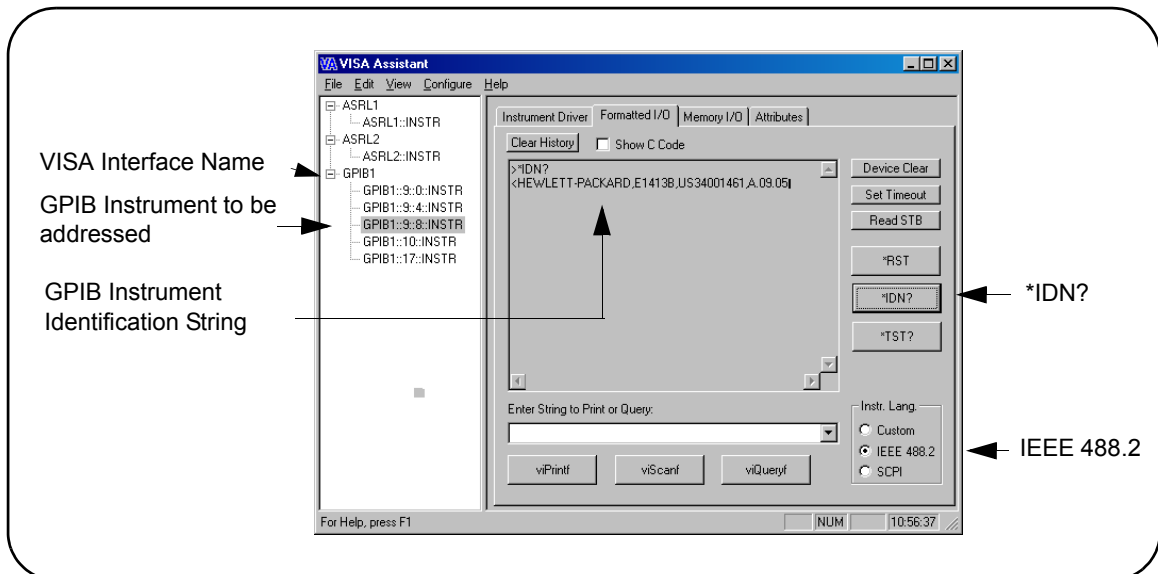 VISA Assistant
File Edit View Configure Help
ASRL1
ASRL1::INSTR
ASRL2
ASRL2::INSTR
GPIB1
GPIB1::9::0::INSTR
GPIB1::9::4::INSTR
GPIB1::9::8::INSTR
GPIB1::10::INSTR
GPIB1::17::INSTR
VISA Interface Name
GPIB Instrument to be
addressed
GPIB Instrument
Identification String
Instrument Driver Formatted I/O Memory I/O Attributes
Clear History Show C Code
>*IDN?
<HEWLETT-PACKARD,E1413B,US34001461,A.09.05
Device Clear
Set Timeout
Read STB
*RST
*IDN?
*TST?
*IDN?
Enter String to Print or Query:
viPrintf viScanf viQueryf
Instr. Lang.
Custom
IEEE 488.2
SCPI
IEEE 488.2
For Help, press F1 NUM 10:56:37